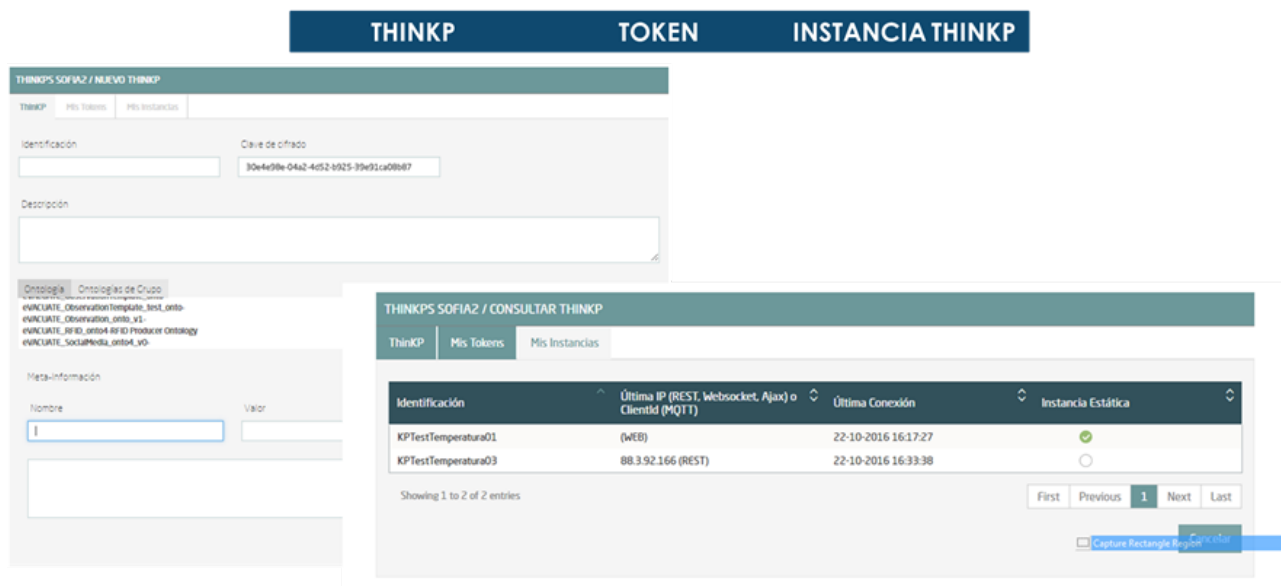 THINKP TOKEN INSTANCIA THINKP
THINKPS SOFIA2 / NUEVO THINKP
ThinKP Mis Tokens Mis Instancias
Identificación Clave de cifrado
30e4e98e-04a2-4d52-b925-39e91ca08b87
Descripción
Ontología Ontologías de Grupo
eVACUATE_ObservationTemplate_test_onto-
eVACUATE_Observation_onto_v1-
eVACUATE_RFID_onto4-RFID Producer Ontology
eVACUATE_SocialMedia_onto4_v0-
Meta-Información
Nombre Valor
THINKPS SOFIA2 / CONSULTAR THINKP
ThinKP Mis Tokens Mis Instancias
Identificación Última IP (REST, Websocket, Ajax) o ClientId (MQTT) Última Conexión Instancia Estática
KPTestTemperatura01 (WEB) 22-10-2016 16:17:27
KPTestTemperatura03 88.3.92.166 (REST) 22-10-2016 16:33:38
Showing 1 to 2 of 2 entries
First Previous 1 Next Last
Cancelar
Capture Rectangle Region